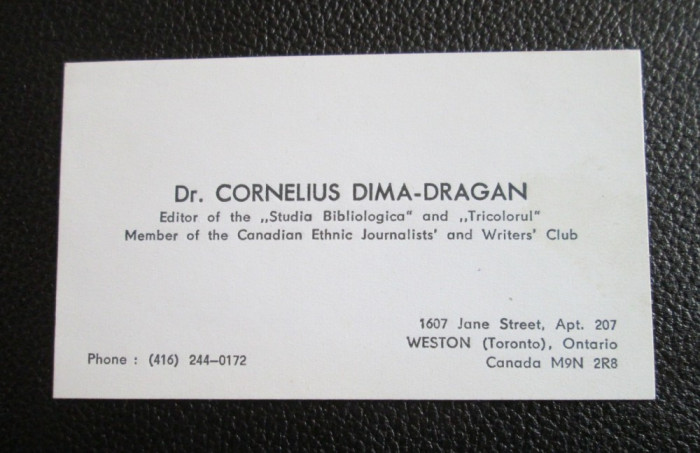 Dr. CORNELIUS DIMA-DRAGAN
Editor of the „Studia Bibliologica“ and „Tricolorul“
Member of the Canadian Ethnic Journalists' and Writers' Club
1607 Jane Street, Apt. 207
WESTON (Toronto), Ontario
Phone : (416) 244—0172
Canada M9N 2R8